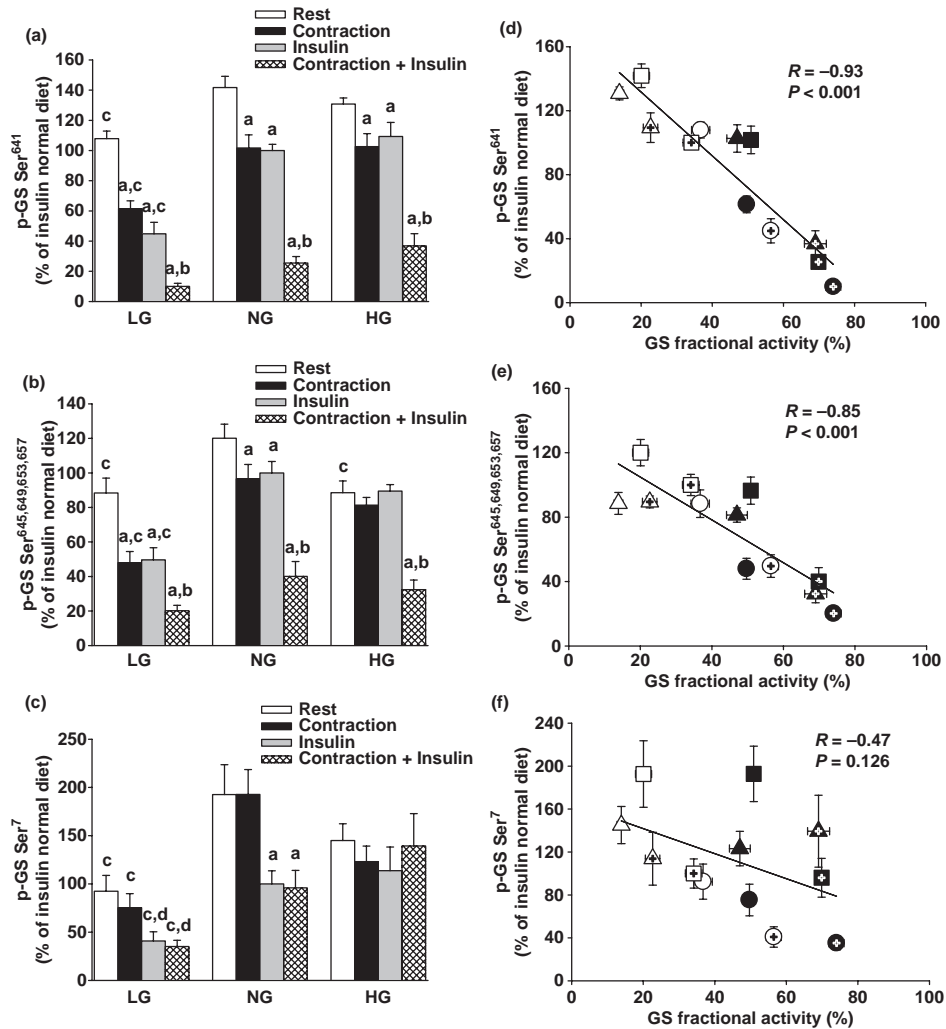 (a)
Rest
Contraction
Insulin
Contraction + Insulin
p-GS Ser641
(% of insulin normal diet)
160
140
120
100
80
60
40
20
0
c
a,c
a,c
a,b
a
a
a,b
a
a
a,b
LG
NG
HG
(d)
p-GS Ser641
(% of insulin normal diet)
160
120
80
40
0
R = –0.93
P < 0.001
0
20
40
60
80
100
GS fractional activity (%)
(b)
Rest
Contraction
Insulin
Contraction + Insulin
p-GS Ser645,649,653,657
(% of insulin normal diet)
140
120
100
80
60
40
20
0
c
a,c
a,c
a,b
a
a
a,b
c
a,b
LG
NG
HG
(e)
p-GS Ser645,649,653,657
(% of insulin normal diet)
160
120
80
40
0
R = –0.85
P < 0.001
0
20
40
60
80
100
GS fractional activity (%)
(c)
Rest
Contraction
Insulin
Contraction + Insulin
p-GS Ser7
(% of insulin normal diet)
250
200
150
100
50
0
c
c
c,d
c,d
a
a
LG
NG
HG
(f)
p-GS Ser7
(% of insulin normal diet)
240
200
160
120
80
40
0
R = –0.47
P = 0.126
0
20
40
60
80
100
GS fractional activity (%)